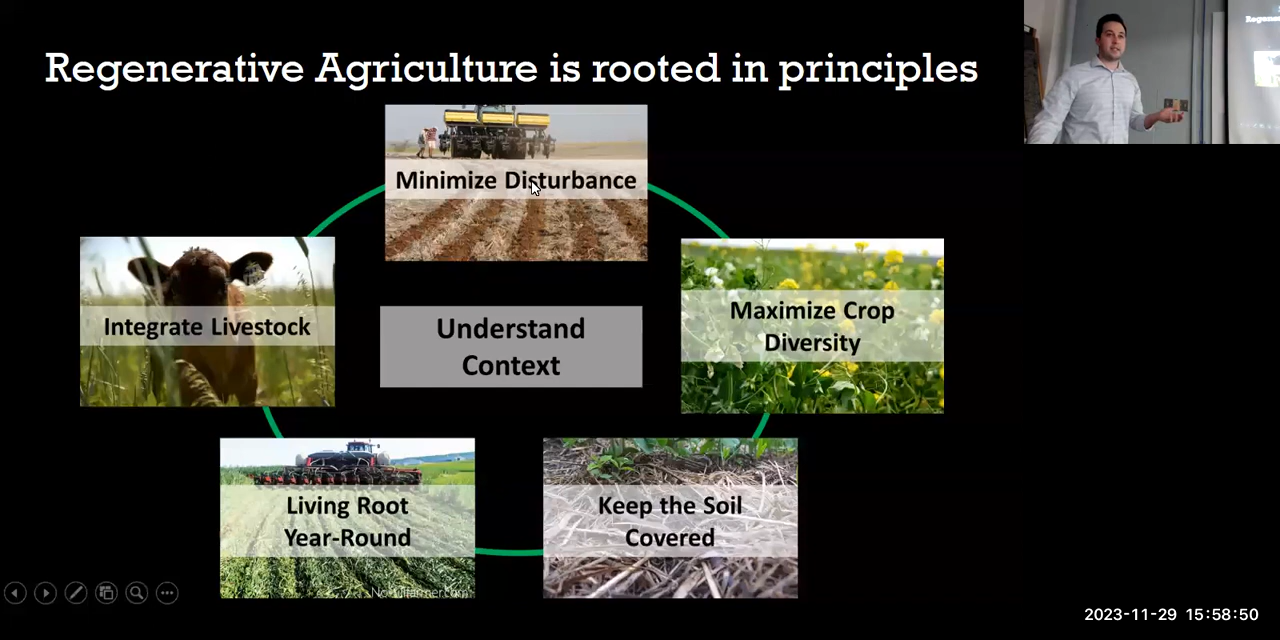 Regenerative Agriculture is rooted in principles
Minimize Disturbance
Integrate Livestock
Understand
Context
Maximize Crop
Diversity
Living Root
Year-Round
Keep the Soil
Covered
2023-11-29 15:58:50